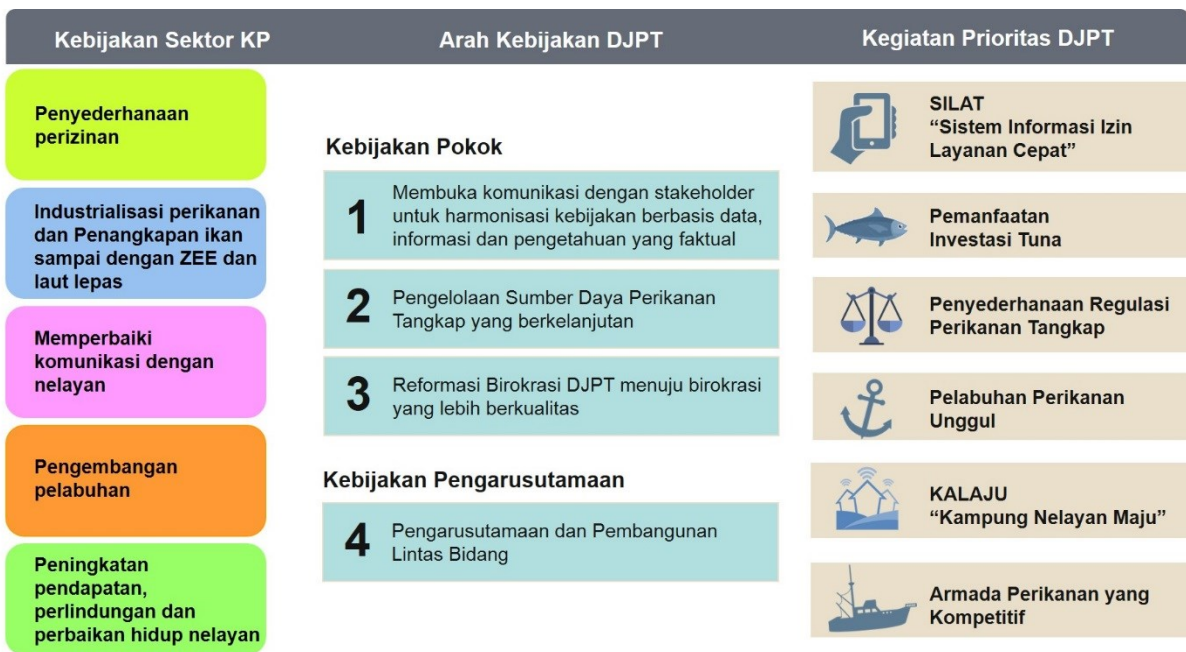 Kebijakan Sektor KP
Arah Kebijakan DJPT
Kegiatan Prioritas DJPT
Penyederhanaan
perizinan
Industrialisasi perikanan
dan Penangkapan ikan
sampai dengan ZEE dan
laut lepas
Memperbaiki
komunikasi dengan
nelayan
Pengembangan
pelabuhan
Peningkatan
pendapatan,
perlindungan dan
perbaikan hidup nelayan
Kebijakan Pokok
1
Membuka komunikasi dengan stakeholder
untuk harmonisasi kebijakan berbasis data,
informasi dan pengetahuan yang faktual
2
Pengelolaan Sumber Daya Perikanan
Tangkap yang berkelanjutan
3
Reformasi Birokrasi DJPT menuju birokrasi
yang lebih berkualitas
Kebijakan Pengarusutamaan
4
Pengarusutamaan dan Pembangunan
Lintas Bidang
SILAT
“Sistem Informasi Izin
Layanan Cepat”
Pemanfaatan
Investasi Tuna
Penyederhanaan Regulasi
Perikanan Tangkap
Pelabuhan Perikanan
Unggul
KALAJU
“Kampung Nelayan Maju”
Armada Perikanan yang
Kompetitif